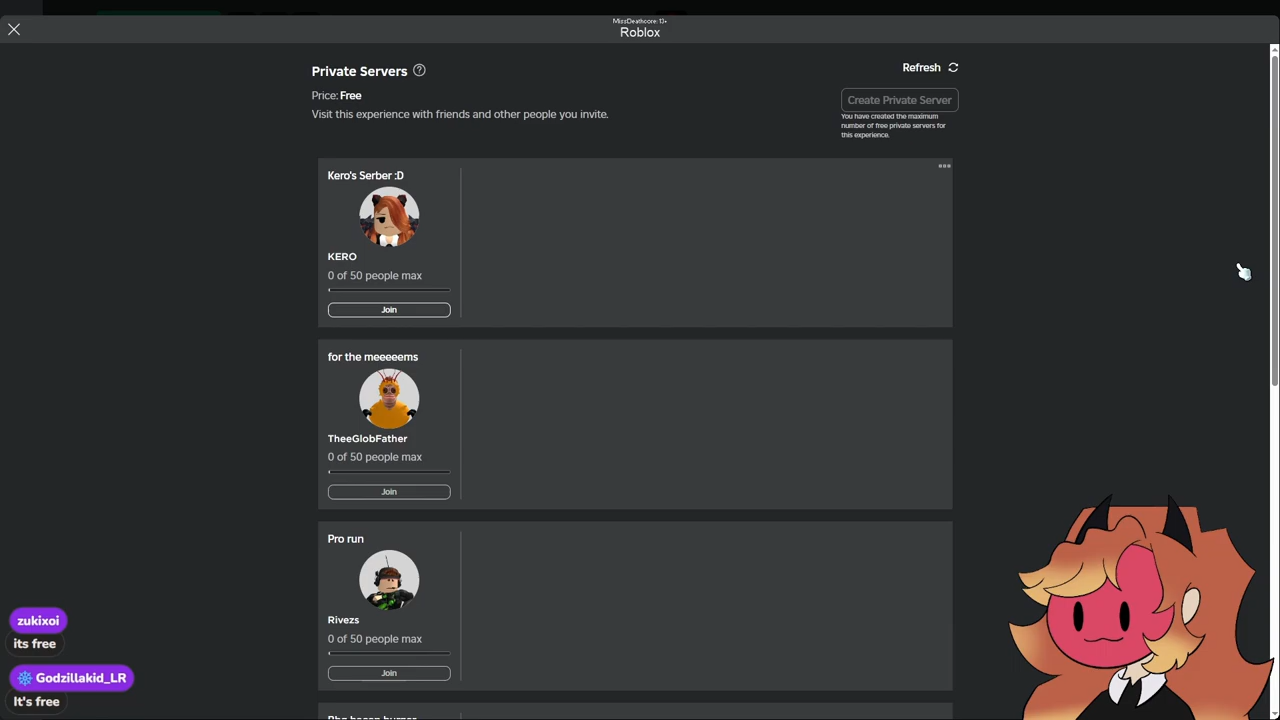 MissDeathcore: 13+
Roblox
Private Servers
Refresh
Price: Free
Create Private Server
Visit this experience with friends and other people you invite.
You have created the maximum
number of free private servers for
this experience.
Kero's Serber :D
KERO
0 of 50 people max
Join
for the meeeeems
TheeGlobFather
0 of 50 people max
Join
Pro run
Rivezs
0 of 50 people max
Join
zukixoi
its free
Godzillakid_LR
It's free